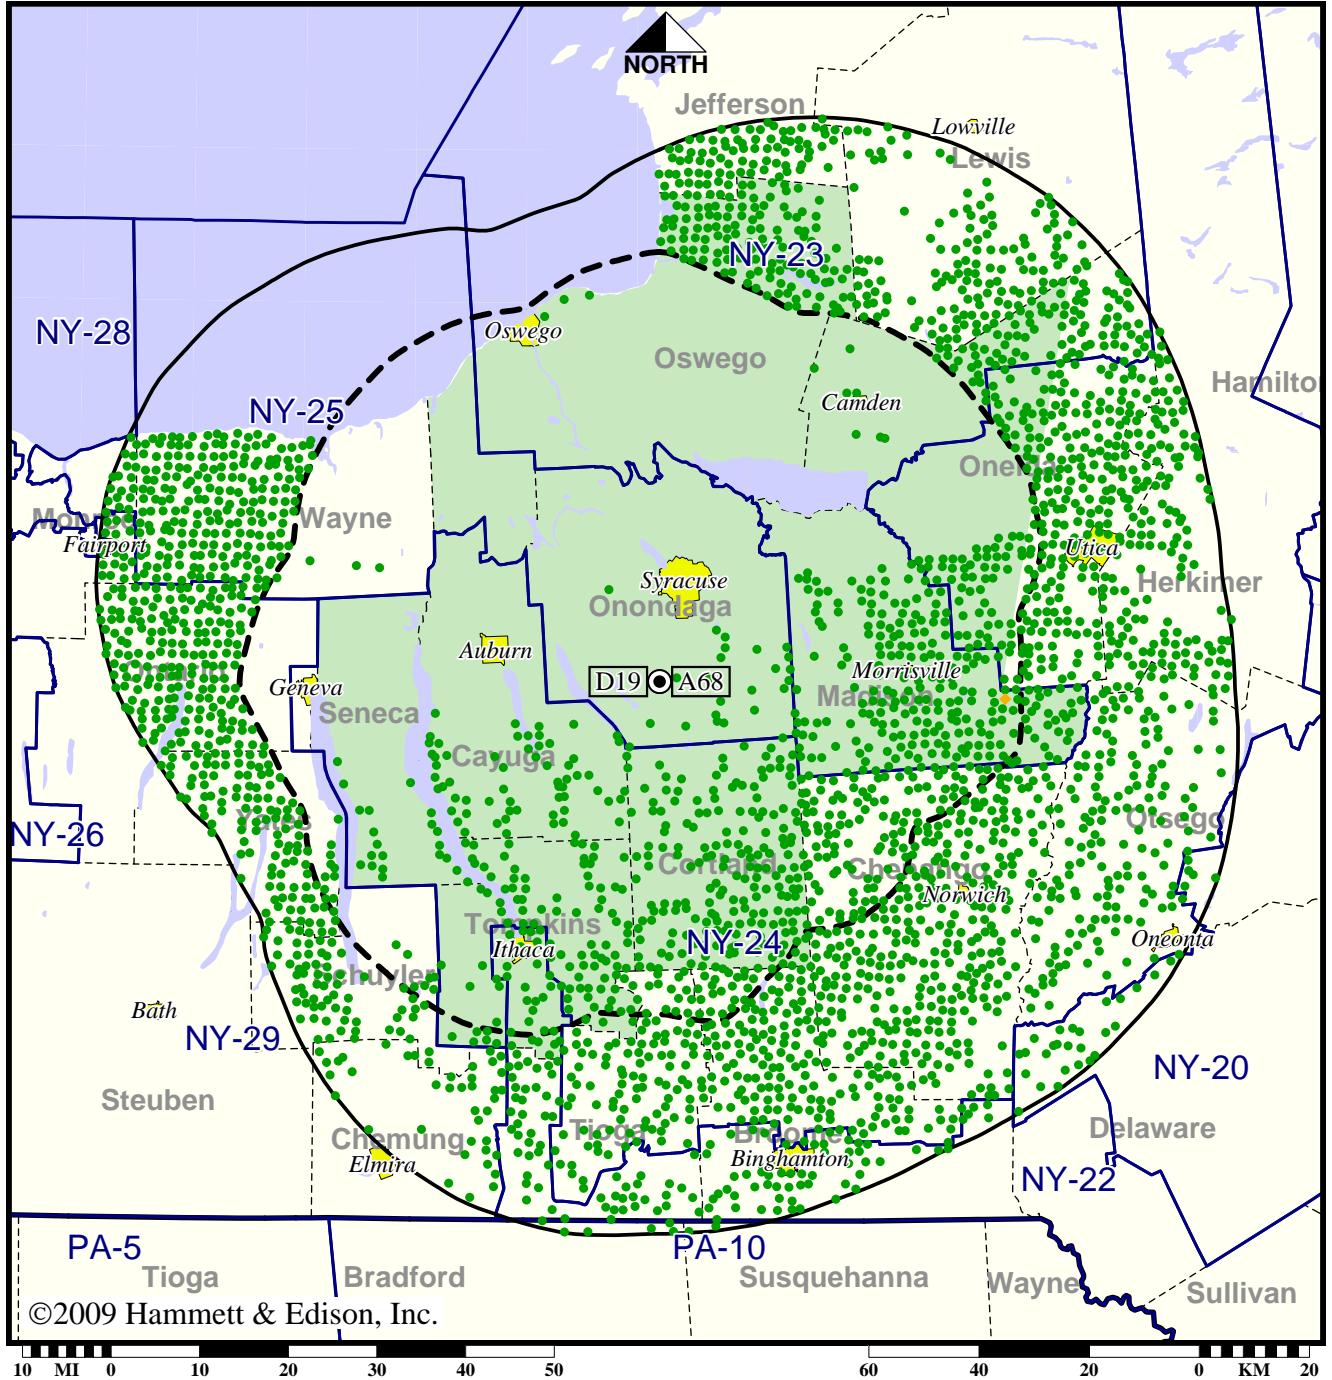 NORTH
Jefferson
Lowville
Lewis
NY-23
NY-28
Oswego
Oswego
Hamilto
NY-25
Camden
Oneida
Wayne
Monroe
Fairport
Utica
Syracuse
Herkimer
Onondaga
Auburn
Ontario
Morrisville
D19 A68
Geneva
Madison
Seneca
Cayuga
Yates
Otsego
NY-26
Cortland
Chenango
Norwich
Tompkins
Ithaca
NY-24
Oneonta
Schuyler
Bath
NY-29
NY-20
Steuben
Tioga
Broome
Delaware
Chemung
Elmira
Binghamton
NY-22
PA-5
PA-10
Tioga
Bradford
Susquehanna
Wayne
Sullivan
©2009 Hammett & Edison, Inc.
10 MI 0 10 20 30 40 50 60 40 20 0 KM 20